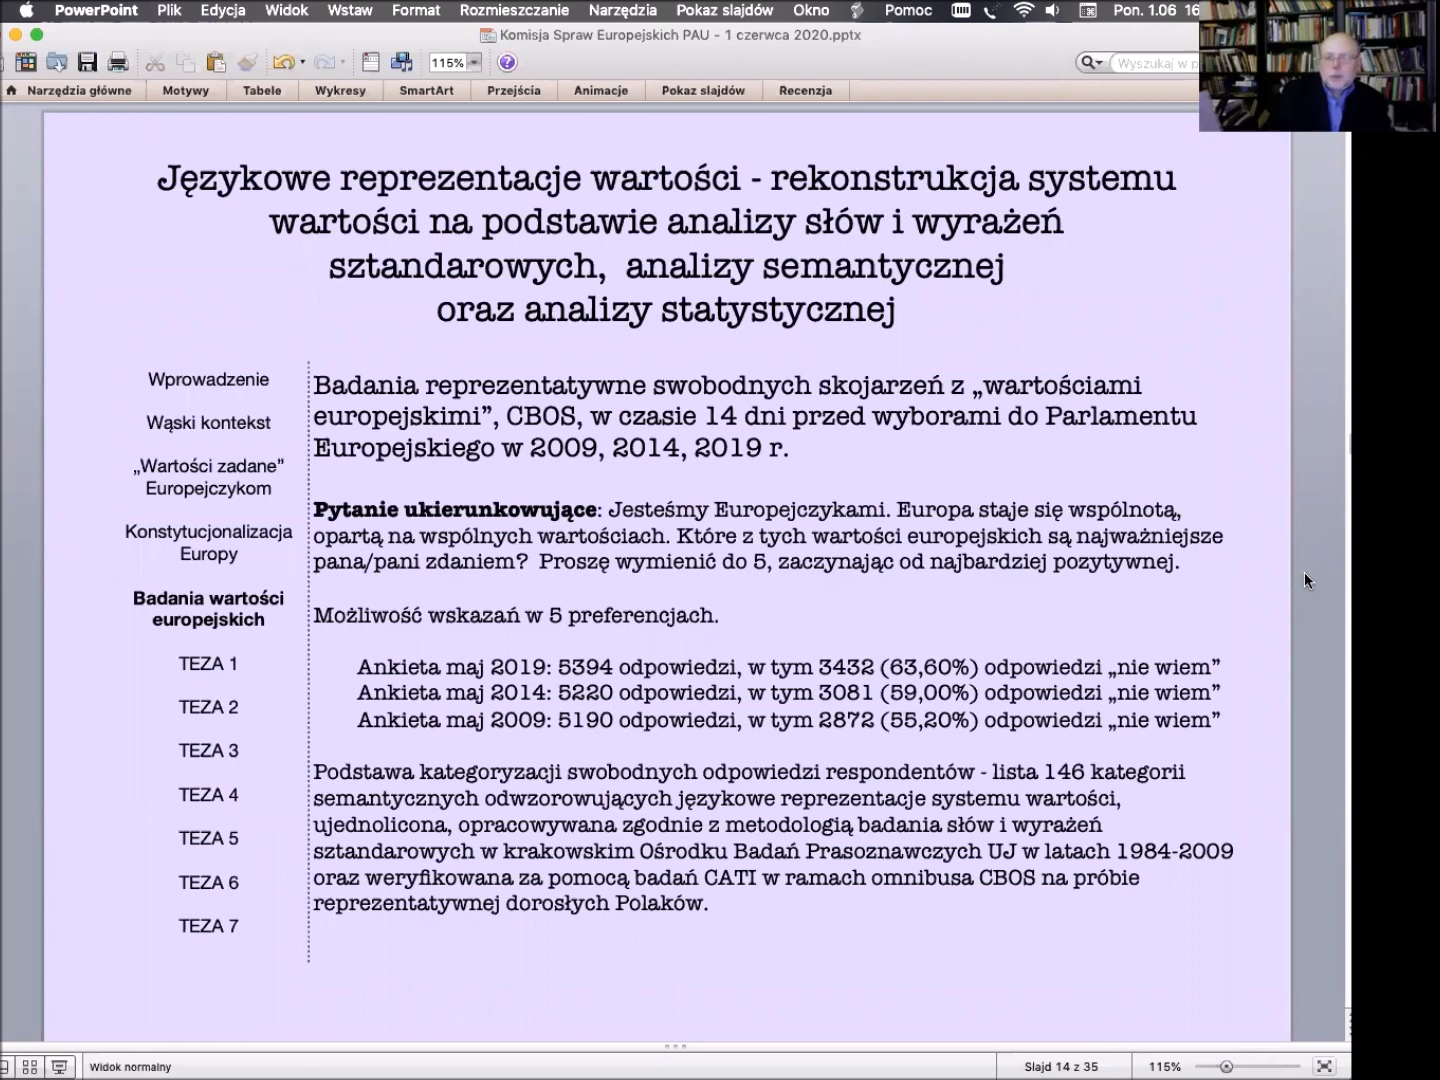 PowerPoint Plik Edycja Widok Wstaw Format Rozmieszczanie Narzędzia Pokaz slajdów Okno Pomoc Pon. 1.06 16
Komisja Spraw Europejskich PAU - 1 czerwca 2020.pptx
115% Wyszukaj w p
Narzędzia główne Motywy Tabele Wykresy SmartArt Przejścia Animacje Pokaz slajdów Recenzja
Językowe reprezentacje wartości - rekonstrukcja systemu
wartości na podstawie analizy słów i wyrażeń
sztandarowych, analizy semantycznej
oraz analizy statystycznej
Wprowadzenie
Wąski kontekst
„Wartości zadane”
Europejczykom
Konstytucjonalizacja
Europy
Badania wartości
europejskich
TEZA 1
TEZA 2
TEZA 3
TEZA 4
TEZA 5
TEZA 6
TEZA 7
Badania reprezentatywne swobodnych skojarzeń z „wartościami
europejskimi”, CBOS, w czasie 14 dni przed wyborami do Parlamentu
Europejskiego w 2009, 2014, 2019 r.
Pytanie ukierunkowujące: Jesteśmy Europejczykami. Europa staje się wspólnotą,
opartą na wspólnych wartościach. Które z tych wartości europejskich są najważniejsze
pana/pani zdaniem? Proszę wymienić do 5, zaczynając od najbardziej pozytywnej.
Możliwość wskazań w 5 preferencjach.
Ankieta maj 2019: 5394 odpowiedzi, w tym 3432 (63,60%) odpowiedzi „nie wiem”
Ankieta maj 2014: 5220 odpowiedzi, w tym 3081 (59,00%) odpowiedzi „nie wiem”
Ankieta maj 2009: 5190 odpowiedzi, w tym 2872 (55,20%) odpowiedzi „nie wiem”
Podstawa kategoryzacji swobodnych odpowiedzi respondentów - lista 146 kategorii
semantycznych odwzorowujących językowe reprezentacje systemu wartości,
ujednolicona, opracowywana zgodnie z metodologią badania słów i wyrażeń
sztandarowych w krakowskim Ośrodku Badań Prasoznawczych UJ w latach 1984-2009
oraz weryfikowana za pomocą badań CATI w ramach omnibusa CBOS na próbie
reprezentatywnej dorosłych Polaków.
Widok normalny Slajd 14 z 35 115%